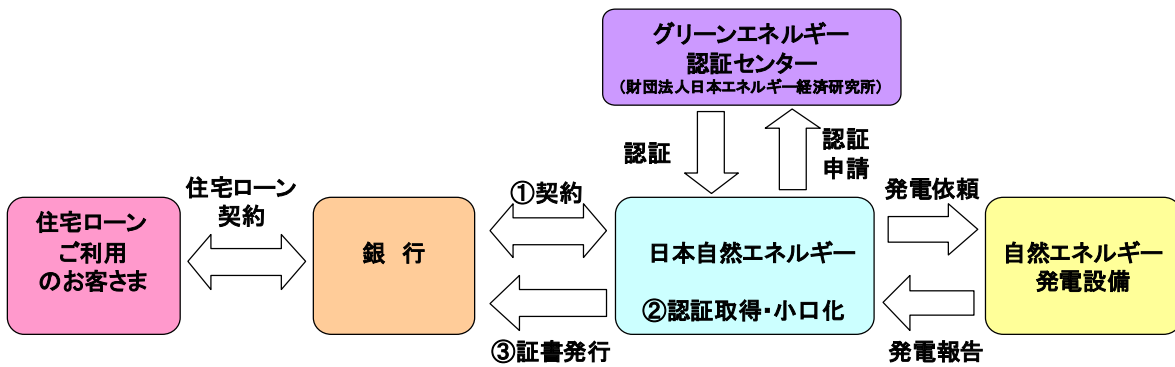 グリーンエネルギー
認証センター
(財団法人日本エネルギー経済研究所)
認証
認証
申請
住宅ローン
契約
①契約
発電依頼
住宅ローン
ご利用
のお客さま
銀 行
日本自然エネルギー
②認証取得・小口化
自然エネルギー
発電設備
③証書発行
発電報告